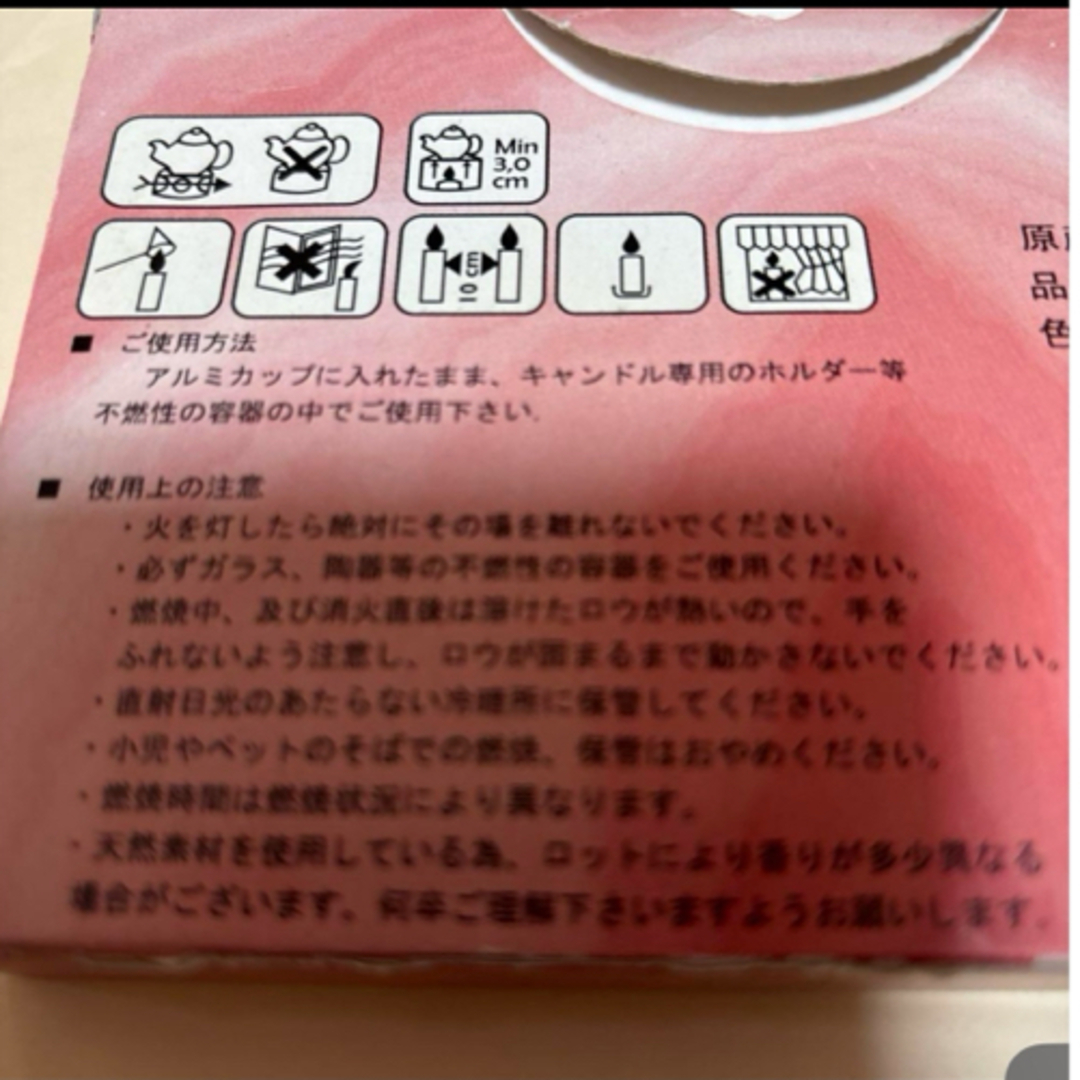 Min
3,0
cm
10 cm
原
品
色
■ ご使用方法
アルミカップに入れたまま、キャンドル専用のホルダー等
不燃性の容器の中でご使用下さい.
■ 使用上の注意
・火を灯したら絶対にその場を離れないでください。
・必ずガラス、陶器等の不燃性の容器をご使用ください。
・燃焼中、及び消火直後は溶けたロウが熱いので、手を
ふれないよう注意し、ロウが固まるまで動かさないでください。
・直射日光のあたらない冷暗所に保管してください。
・小児やペットのそばでの燃焼、保管はおやめください。
・燃焼時間は燃焼状況により異なります。
・天然素材を使用している為、ロットにより香りが多少異なる
場合がございます。何卒ご理解下さいますようお願いします。